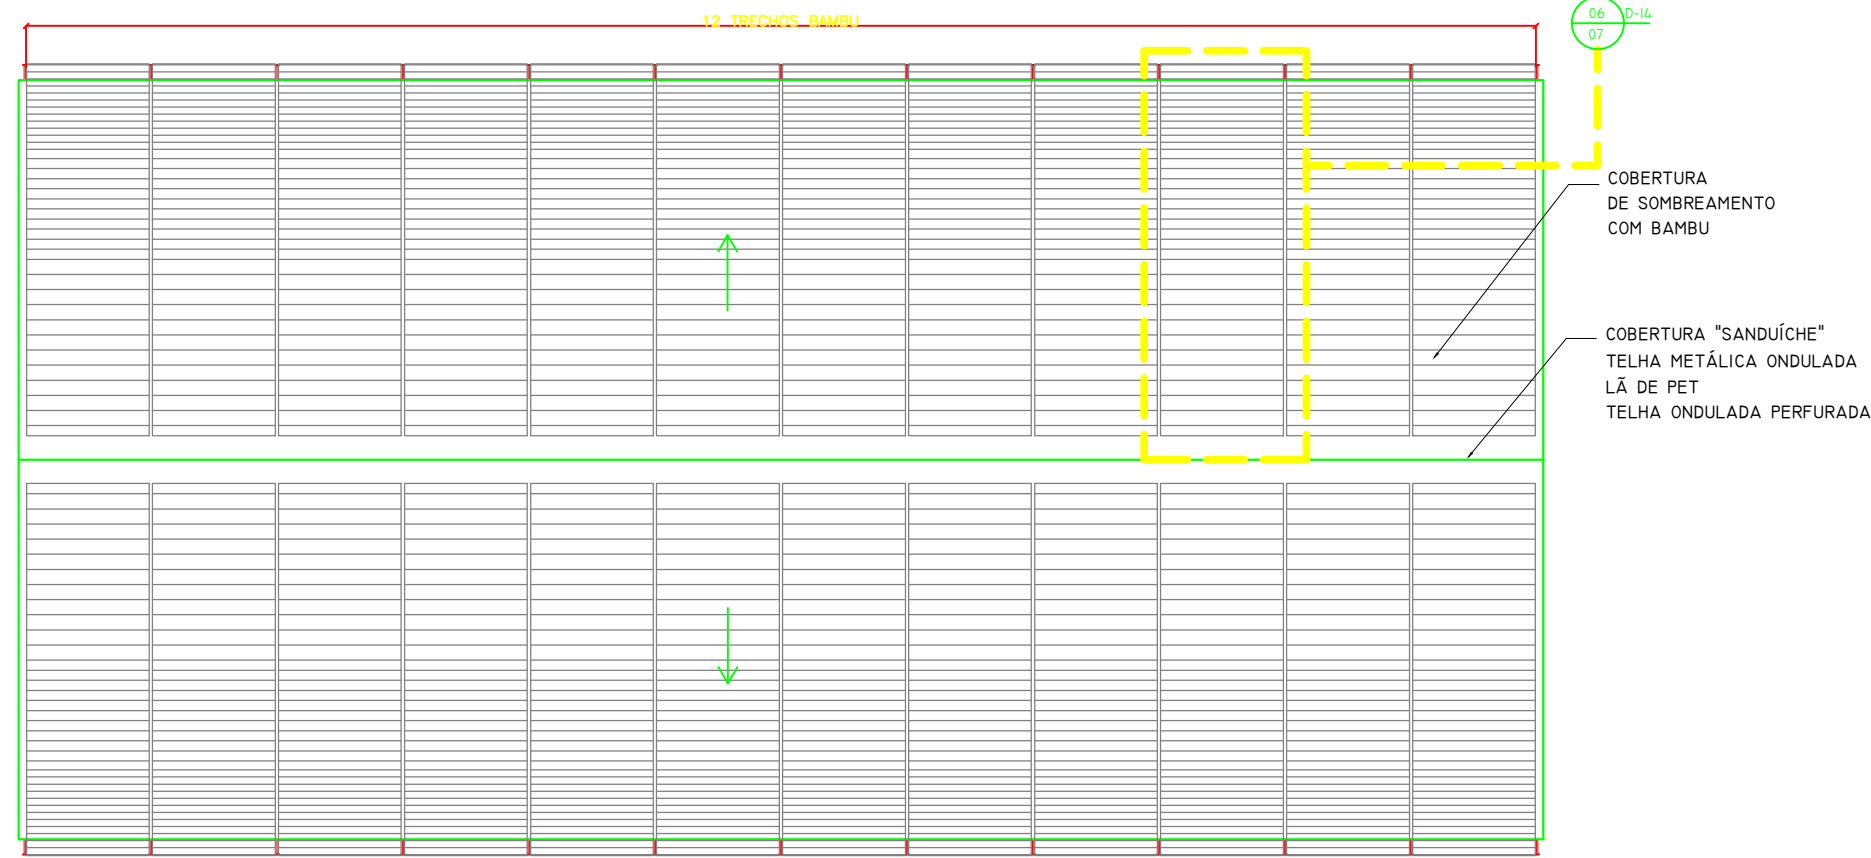 12 TRECHOS BAMBU
06
D-14
07
COBERTURA
DE SOMBREAMENTO
COM BAMBU
COBERTURA "SANDUÍCHE"
TELHA METÁLICA ONDULADA
LÃ DE PET
TELHA ONDULADA PERFURADA